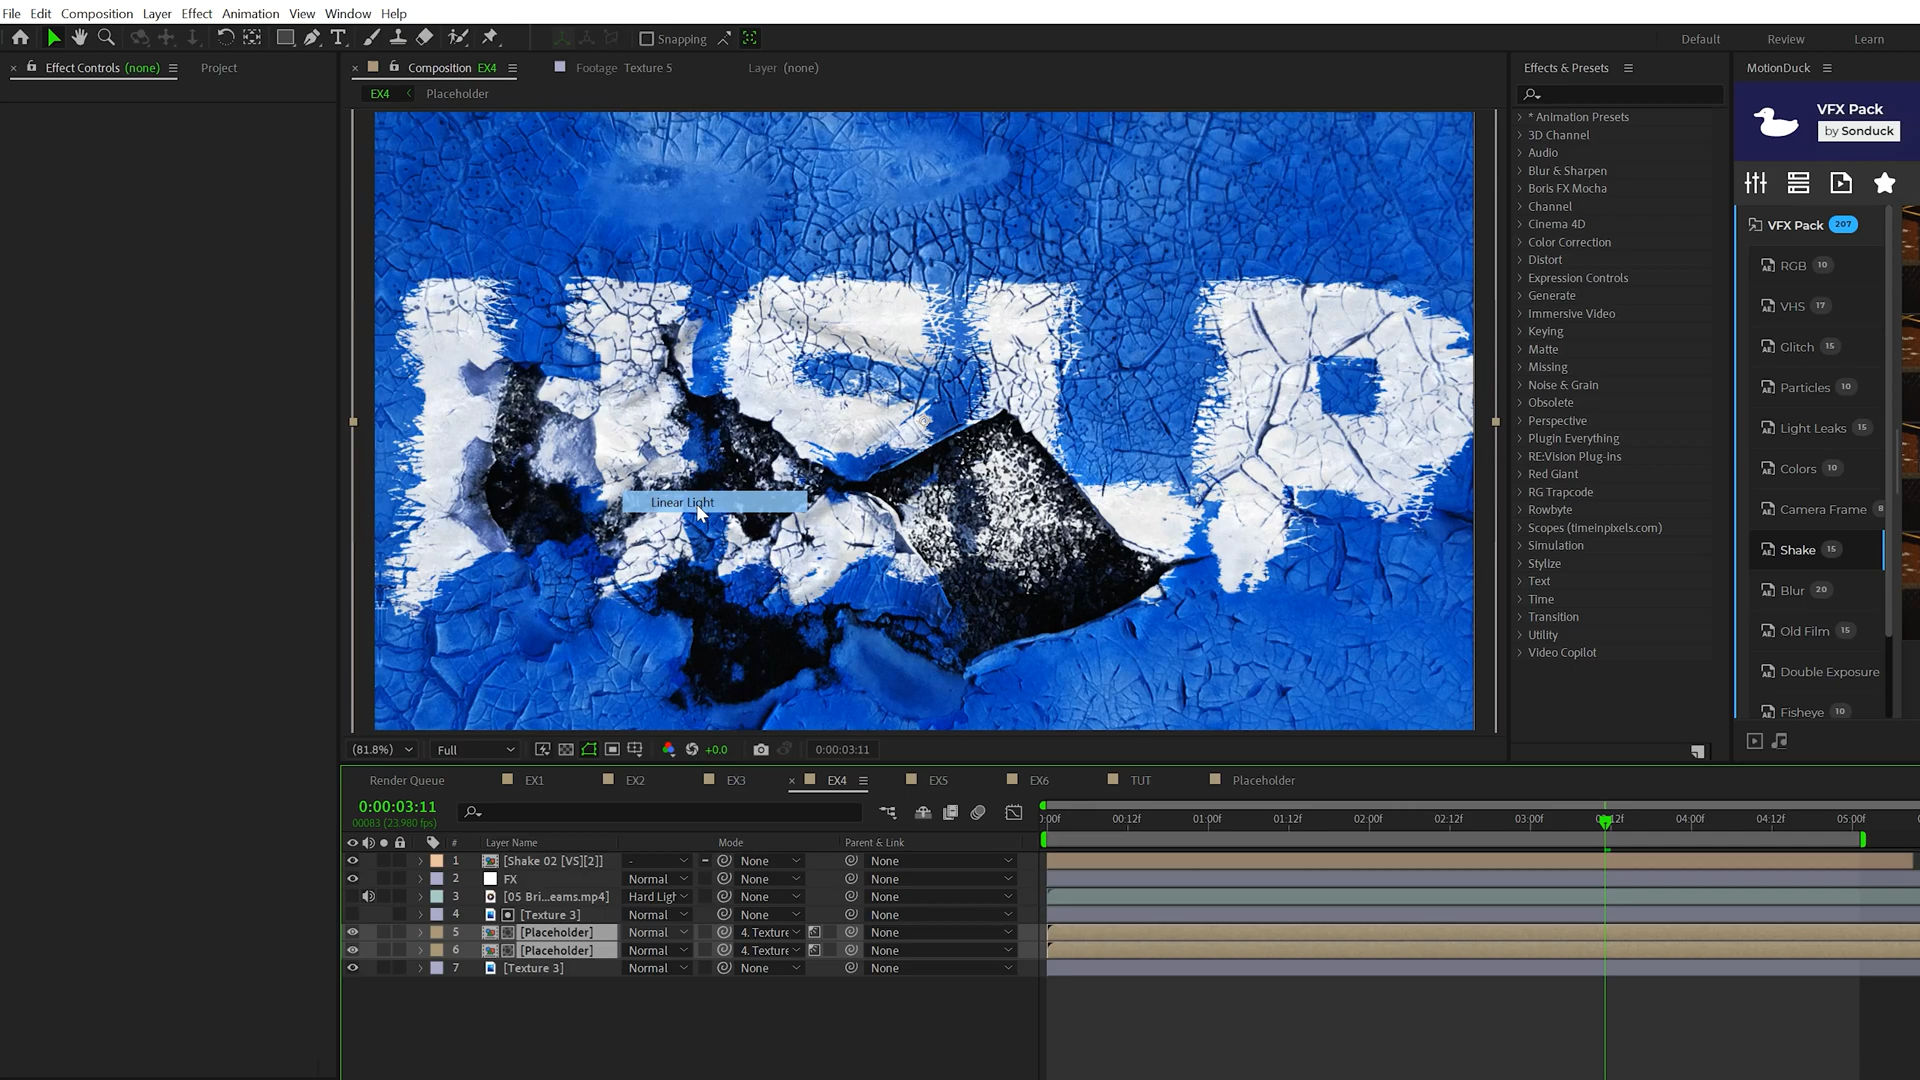 File Edit Composition Layer Effect Animation View Window Help
Snapping
Default Review Learn
× Effect Controls (none) Project
× Composition EX4 Footage Texture 5 Layer (none)
EX4 Placeholder
Effects & Presets
* Animation Presets
3D Channel
Audio
Blur & Sharpen
Boris FX Mocha
Channel
Cinema 4D
Color Correction
Distort
Expression Controls
Generate
Immersive Video
Keying
Matte
Missing
Noise & Grain
Obsolete
Perspective
Plugin Everything
RE:Vision Plug-ins
Red Giant
RG Trapcode
Rowbyte
Scopes (timeinpixels.com)
Simulation
Stylize
Text
Time
Transition
Utility
Video Copilot
MotionDuck
VFX Pack
by Sonduck
VFX Pack 207
RGB 10
VHS 17
Glitch 15
Particles 10
Light Leaks 15
Colors 10
Camera Frame 8
Shake 15
Blur 20
Old Film 15
Double Exposure
Fisheye 10
Linear Light
(81.8%) Full +0.0 0:00:03:11
Render Queue EX1 EX2 EX3 × EX4 EX5 EX6 TUT Placeholder
0:00:03:11
00083 (23.980 fps)
# Layer Name Mode Parent & Link
1 [Shake 02 [VS][2]] - None None
2 FX Normal None None
3 [05 Bri...eams.mp4] Hard Ligh None None
4 [Texture 3] Normal None None
5 [Placeholder] Normal 4. Texture None
6 [Placeholder] Normal 4. Texture None
7 [Texture 3] Normal None None
00:12f 01:00f 01:12f 02:00f 02:12f 03:00f 04:00f 04:12f 05:00f